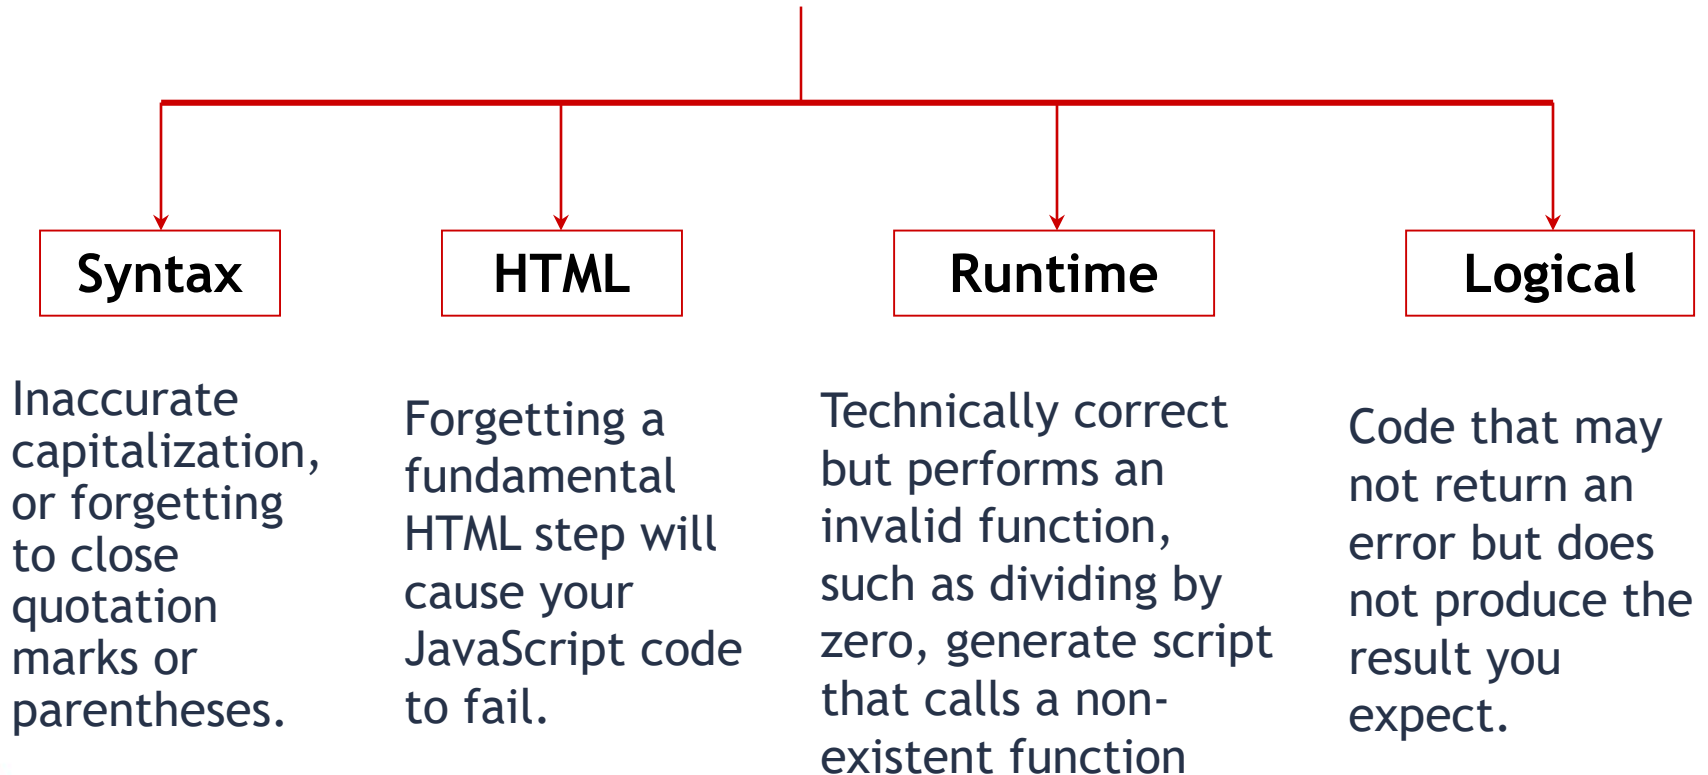 Syntax
HTML
Runtime
Logical
Inaccurate
capitalization,
or forgetting
to close
quotation
marks or
parentheses.
Forgetting a
fundamental
HTML step will
cause your
JavaScript code
to fail.
Technically correct
but performs an
invalid function,
such as dividing by
zero, generate script
that calls a non-
existent function
Code that may
not return an
error but does
not produce the
result you
expect.